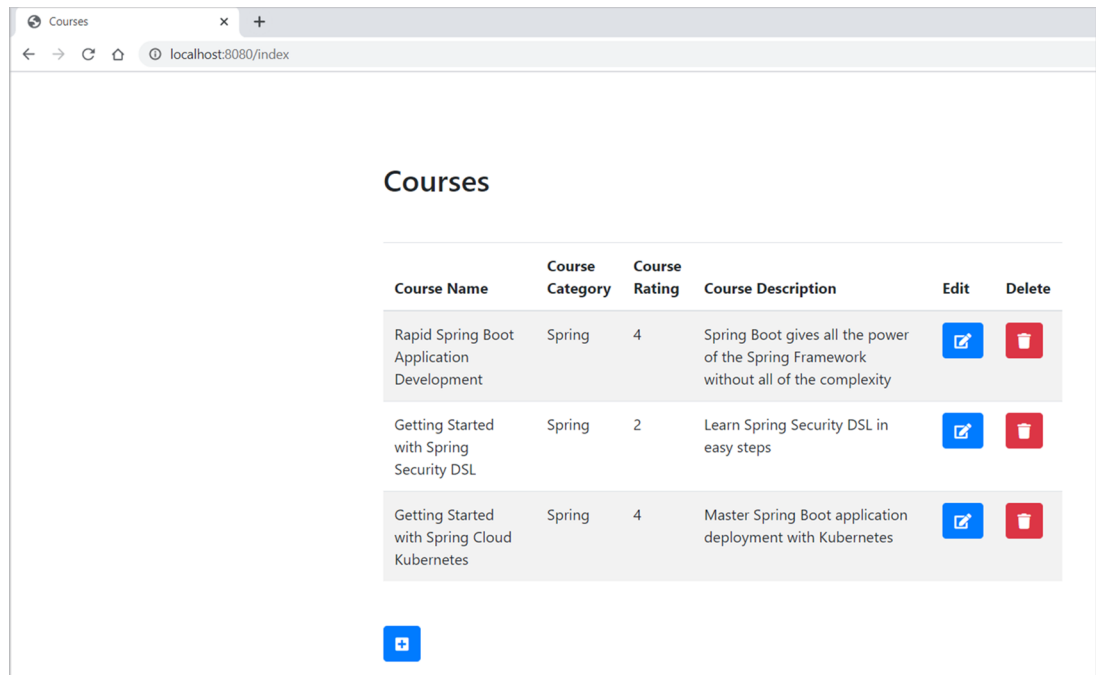 Courses
localhost:8080/index
Courses
Course Name Course Category Course Rating Course Description Edit Delete
Rapid Spring Boot Spring 4 Spring Boot gives all the power
Application of the Spring Framework
Development without all of the complexity
Getting Started Spring 2 Learn Spring Security DSL in
with Spring easy steps
Security DSL
Getting Started Spring 4 Master Spring Boot application
with Spring Cloud deployment with Kubernetes
Kubernetes